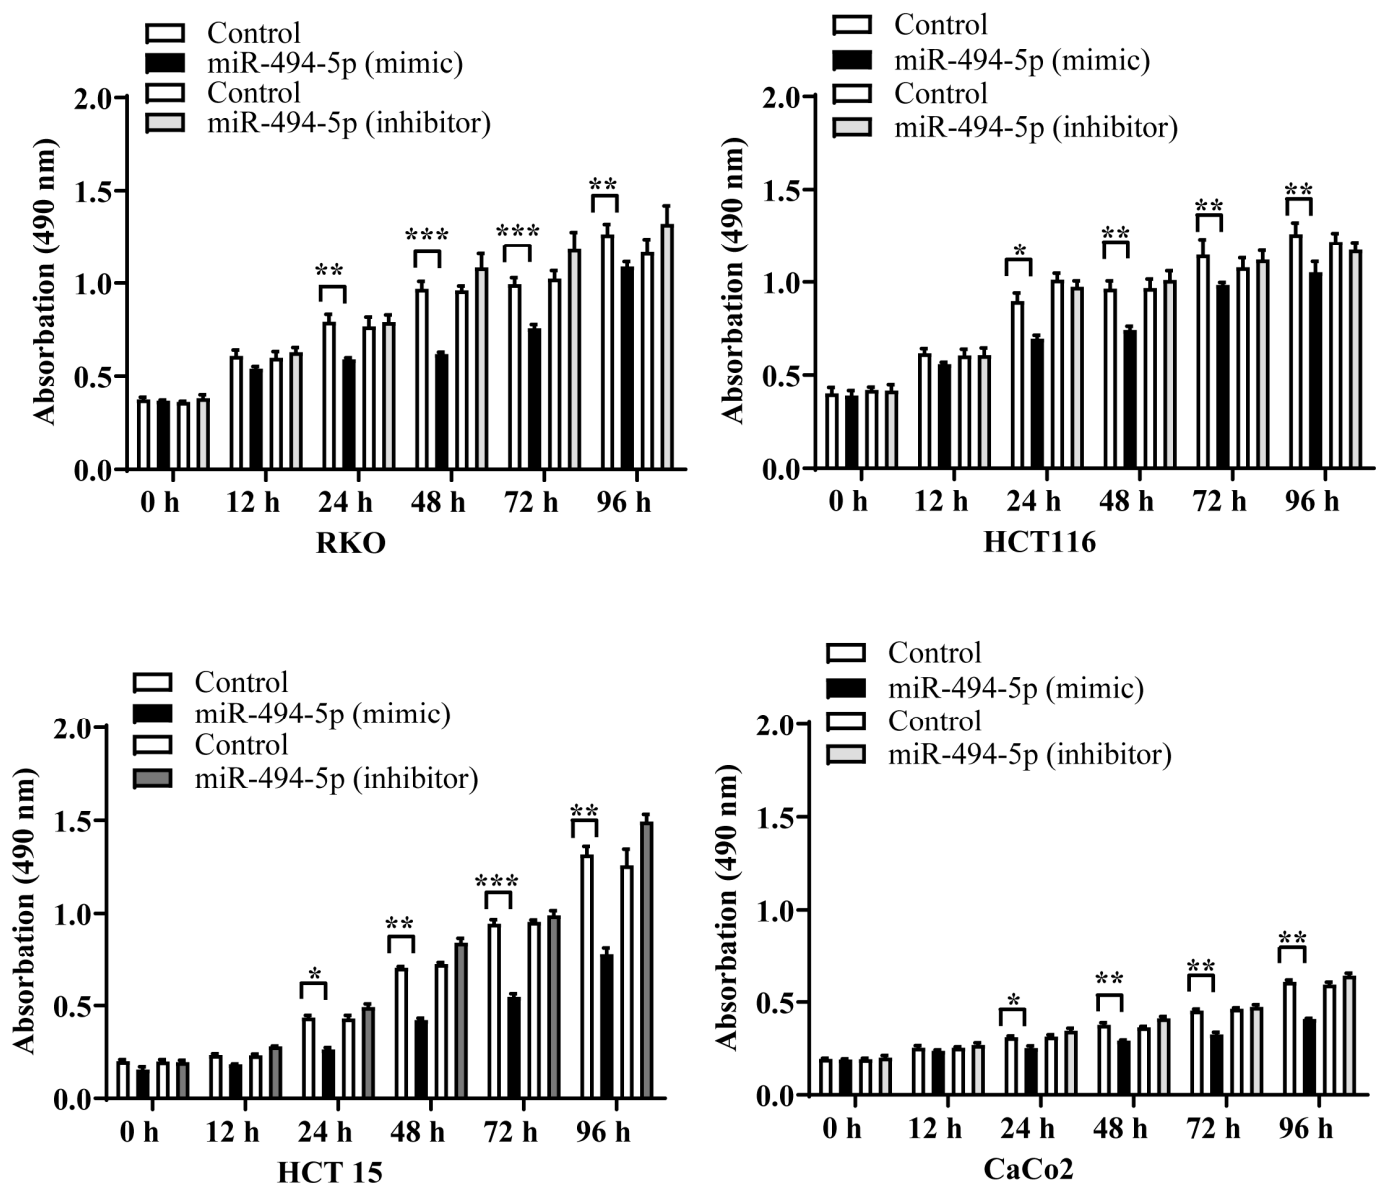 Control
miR-494-5p (mimic)
Control
miR-494-5p (inhibitor)
Absorbation (490 nm)
2.0
1.5
1.0
0.5
0.0
** *** *** **
0 h 12 h 24 h 48 h 72 h 96 h
RKO
Control
miR-494-5p (mimic)
Control
miR-494-5p (inhibitor)
Absorbation (490 nm)
2.0
1.5
1.0
0.5
0.0
* ** ** **
0 h 12 h 24 h 48 h 72 h 96 h
HCT116
Control
miR-494-5p (mimic)
Control
miR-494-5p (inhibitor)
Absorbation (490 nm)
2.0
1.5
1.0
0.5
0.0
* ** *** **
0 h 12 h 24 h 48 h 72 h 96 h
HCT 15
Control
miR-494-5p (mimic)
Control
miR-494-5p (inhibitor)
Absorbation (490 nm)
2.0
1.5
1.0
0.5
0.0
* ** ** **
0 h 12 h 24 h 48 h 72 h 96 h
CaCo2